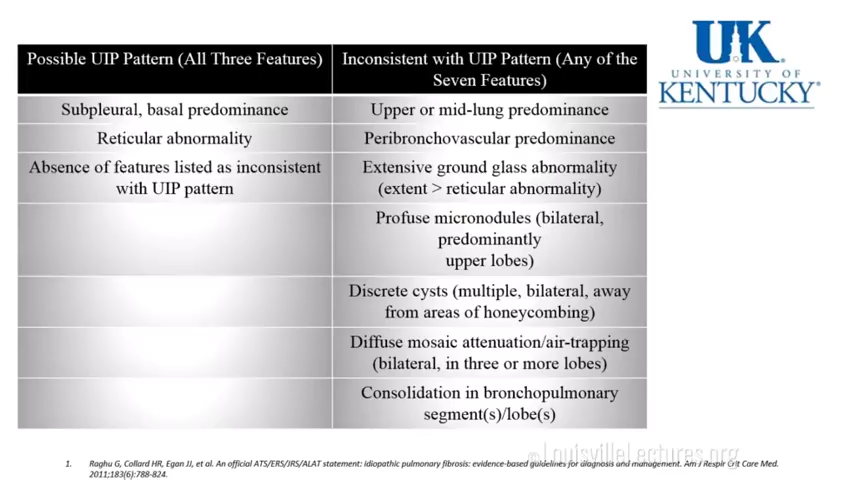 Possible UIP Pattern (All Three Features)
Inconsistent with UIP Pattern (Any of the
Seven Features)
Subpleural, basal predominance
Upper or mid-lung predominance
Reticular abnormality
Peribronchovascular predominance
Absence of features listed as inconsistent
with UIP pattern
Extensive ground glass abnormality
(extent > reticular abnormality)
Profuse micronodules (bilateral,
predominantly
upper lobes)
Discrete cysts (multiple, bilateral, away
from areas of honeycombing)
Diffuse mosaic attenuation/air-trapping
(bilateral, in three or more lobes)
Consolidation in bronchopulmonary
segment(s)/lobe(s)
UK
UNIVERSITY OF
KENTUCKY®
©LouisvilleLectures.org
1. Raghu G, Collard HR, Egan JJ, et al. An official ATS/ERS/JRS/ALAT statement: idiopathic pulmonary fibrosis: evidence-based guidelines for diagnosis and management. Am J Respir Crit Care Med.
2011;183(6):788-824.